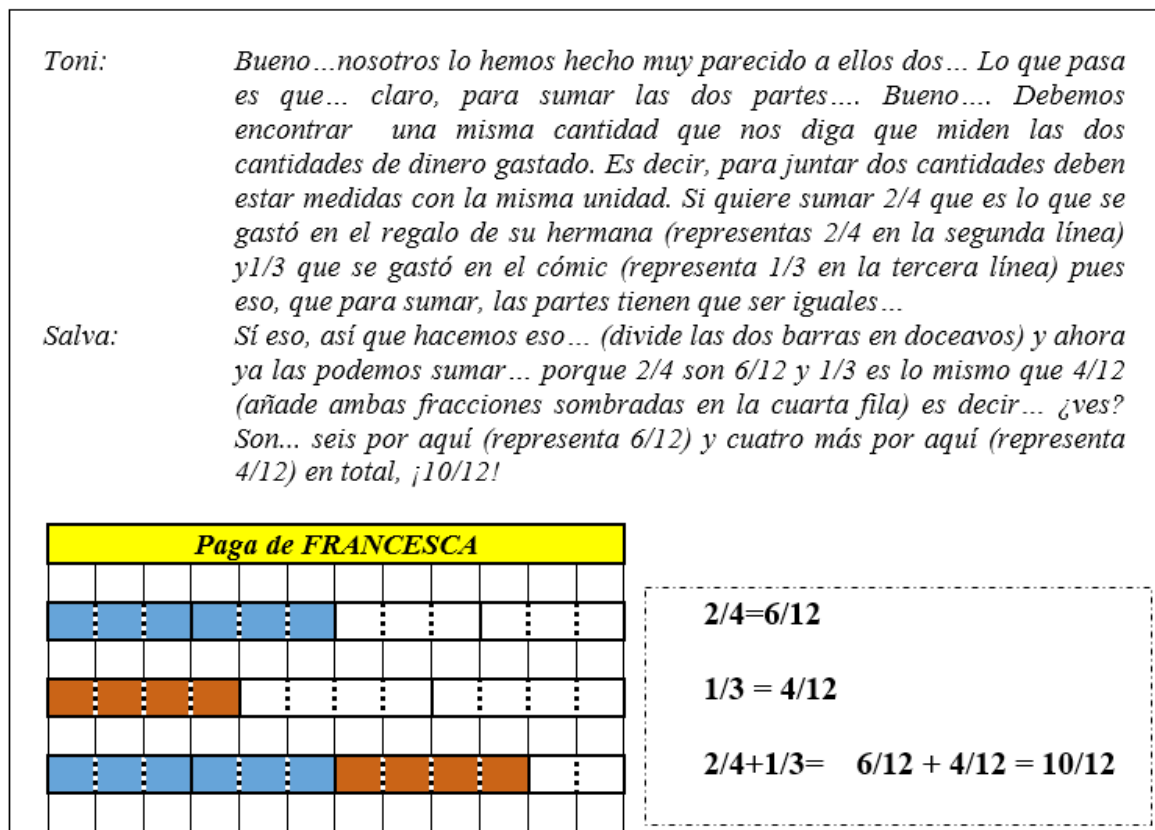 Toni: Bueno…nosotros lo hemos hecho muy parecido a ellos dos… Lo que pasa
es que… claro, para sumar las dos partes…. Bueno…. Debemos
encontrar una misma cantidad que nos diga que miden las dos
cantidades de dinero gastado. Es decir, para juntar dos cantidades deben
estar medidas con la misma unidad. Si quiere sumar 2/4 que es lo que se
gastó en el regalo de su hermana (representas 2/4 en la segunda línea)
y1/3 que se gastó en el cómic (representa 1/3 en la tercera línea) pues
eso, que para sumar, las partes tienen que ser iguales…
Salva: Sí eso, así que hacemos eso… (divide las dos barras en doceavos) y ahora
ya las podemos sumar… porque 2/4 son 6/12 y 1/3 es lo mismo que 4/12
(añade ambas fracciones sombradas en la cuarta fila) es decir… ¿ves?
Son... seis por aquí (representa 6/12) y cuatro más por aquí (representa
4/12) en total, ¡10/12!
Paga de FRANCESCA
2/4=6/12
1/3 = 4/12
2/4+1/3= 6/12 + 4/12 = 10/12